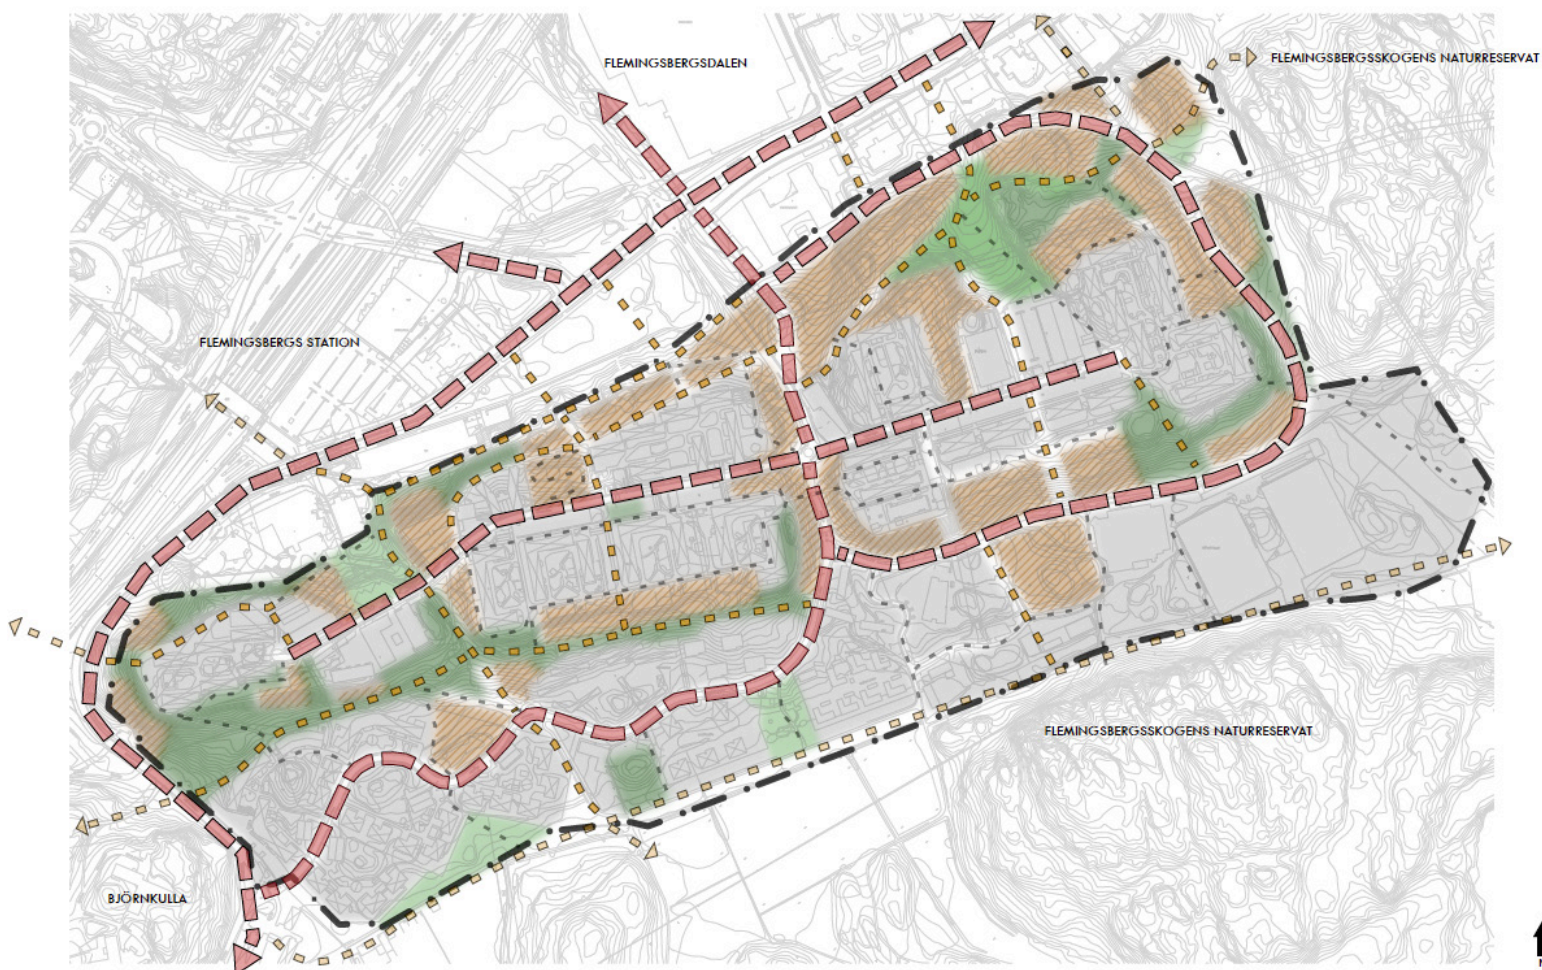 FLEMINGSBERGSDALEN
FLEMINGSBERGSSKOGENS NATURRESERVAT
FLEMINGSBERGS STATION
FLEMINGSBERGSSKOGENS NATURRESERVAT
BJÖRNKULLA
N